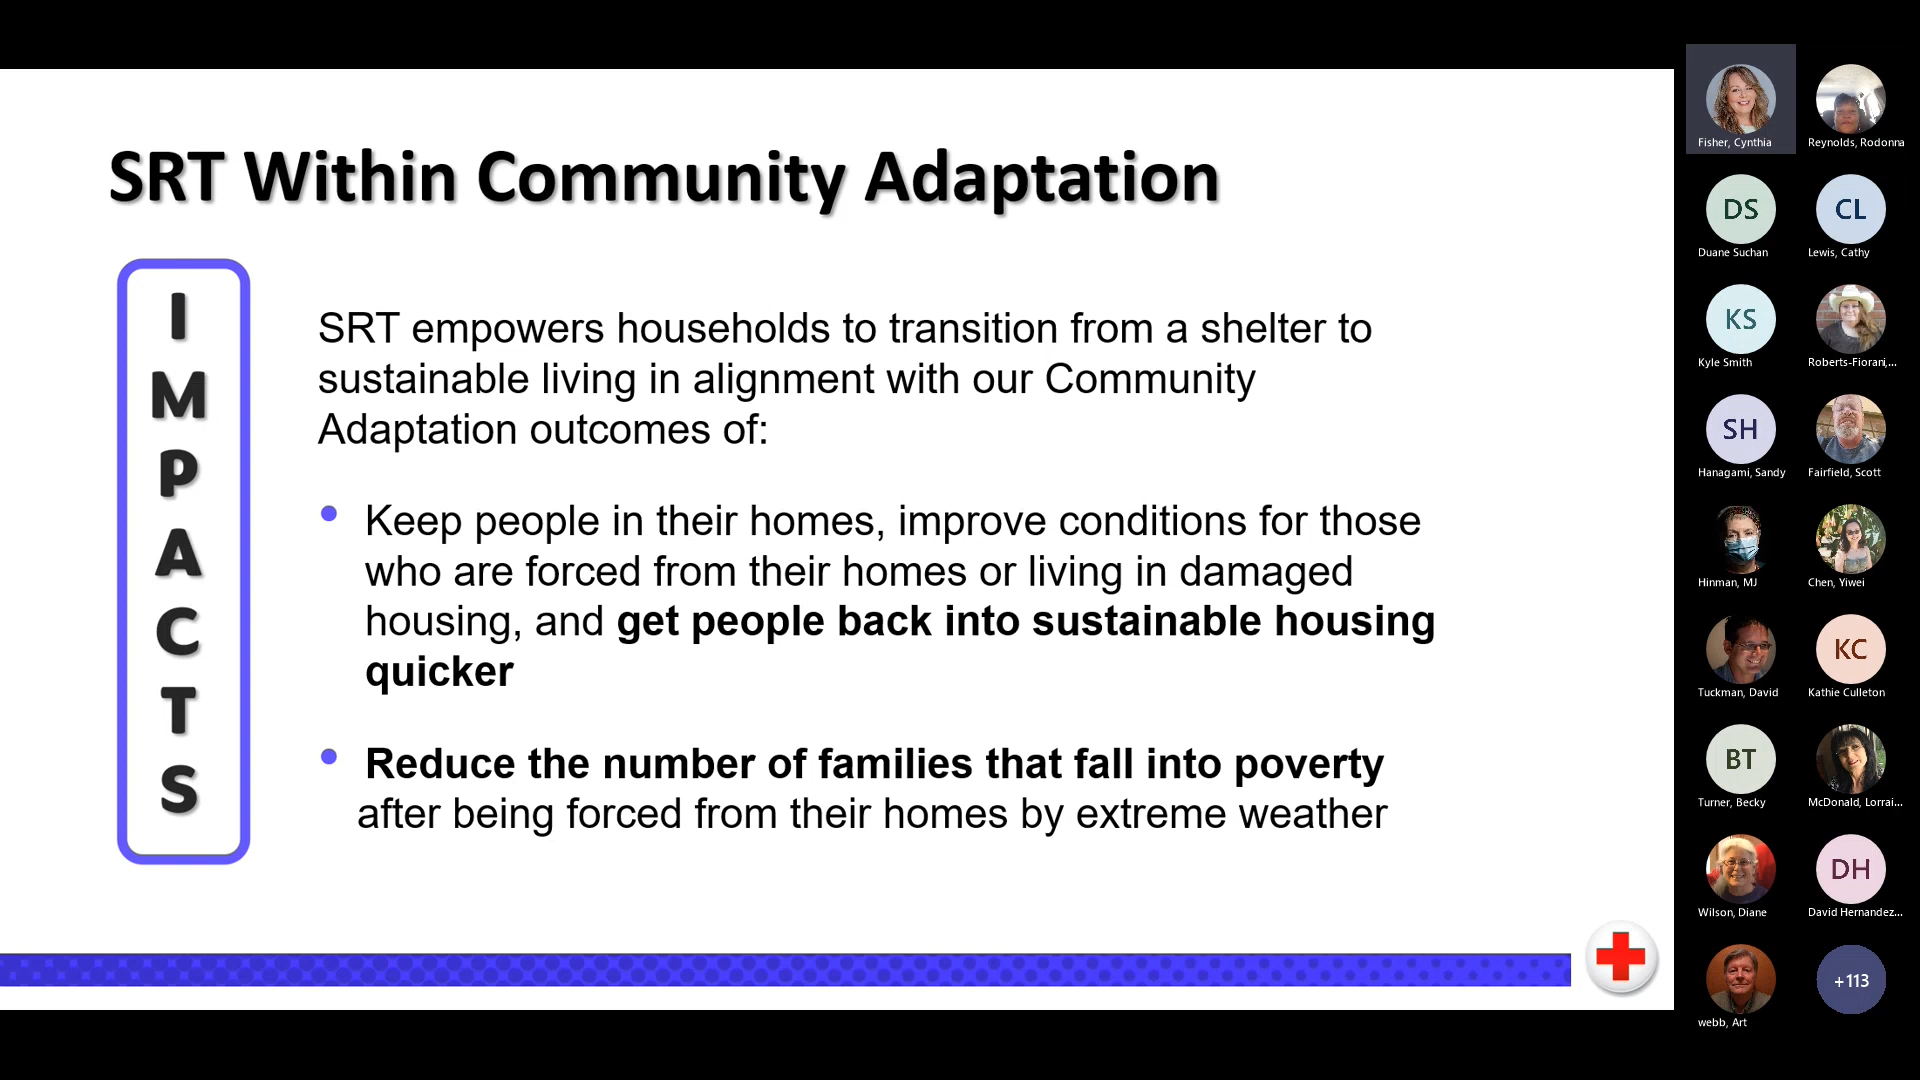 SRT Within Community Adaptation
I
M
P
A
C
T
S
SRT empowers households to transition from a shelter to
sustainable living in alignment with our Community
Adaptation outcomes of:
• Keep people in their homes, improve conditions for those
who are forced from their homes or living in damaged
housing, and get people back into sustainable housing
quicker
• Reduce the number of families that fall into poverty
after being forced from their homes by extreme weather
Fisher, Cynthia
Reynolds, Rodonna
DS
Duane Suchan
CL
Lewis, Cathy
KS
Kyle Smith
Roberts-Fiorani,...
SH
Hanagami, Sandy
Fairfield, Scott
Hinman, MJ
Chen, Yiwei
Tuckman, David
KC
Kathie Culleton
BT
Turner, Becky
McDonald, Lorrai...
Wilson, Diane
DH
David Hernandez...
webb, Art
+113